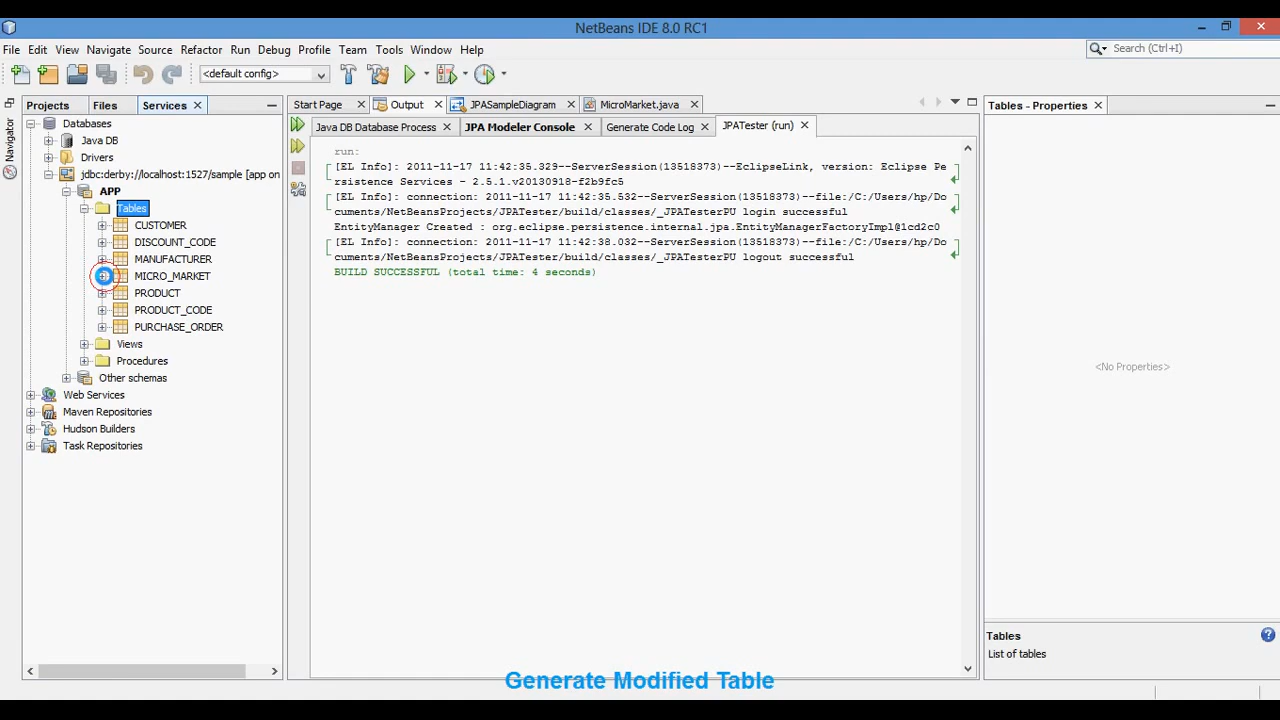 NetBeans IDE 8.0 RC1
File Edit View Navigate Source Refactor Run Debug Profile Team Tools Window Help
Search (Ctrl+I)
<default config>
Projects Files Services
Start Page Output JPASampleDiagram MicroMarket.java
Tables - Properties
Navigator
Java DB Database Process JPA Modeler Console Generate Code Log JPATester (run)
Databases
Java DB
Drivers
jdbc:derby://localhost:1527/sample [app on
APP
Tables
CUSTOMER
DISCOUNT_CODE
MANUFACTURER
MICRO_MARKET
PRODUCT
PRODUCT_CODE
PURCHASE_ORDER
Views
Procedures
Other schemas
Web Services
Maven Repositories
Hudson Builders
Task Repositories
run:
[EL Info]: 2011-11-17 11:42:35.329--ServerSession(13518373)--EclipseLink, version: Eclipse Pe
rsistence Services - 2.5.1.v20130918-f2b9fc5
[EL Info]: connection: 2011-11-17 11:42:35.532--ServerSession(13518373)--file:/C:/Users/hp/Do
cuments/NetBeansProjects/JPATester/build/classes/_JPATesterPU login successful
EntityManager Created : org.eclipse.persistence.internal.jpa.EntityManagerFactoryImpl@1cd2c0
[EL Info]: connection: 2011-11-17 11:42:38.032--ServerSession(13518373)--file:/C:/Users/hp/Do
cuments/NetBeansProjects/JPATester/build/classes/_JPATesterPU logout successful
BUILD SUCCESSFUL (total time: 4 seconds)
<No Properties>
Tables
List of tables
Generate Modified Table